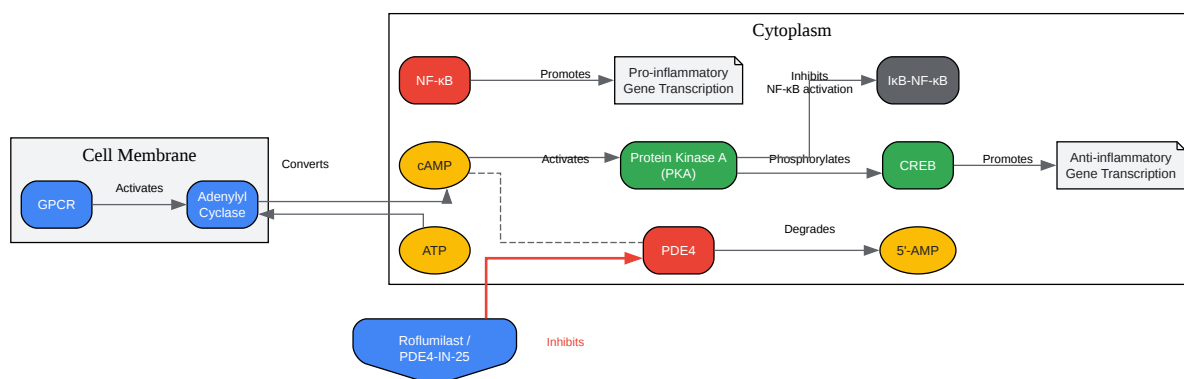 Cytoplasm
NF-κB
Promotes
Pro-inflammatory
Gene Transcription
Inhibits
NF-κB activation
IκB-NF-κB
Cell Membrane
GPCR
Activates
Adenylyl
Cyclase
Converts
cAMP
Activates
Protein Kinase A
(PKA)
Phosphorylates
CREB
Promotes
Anti-inflammatory
Gene Transcription
ATP
PDE4
Degrades
5'-AMP
Roflumilast /
PDE4-IN-25
Inhibits